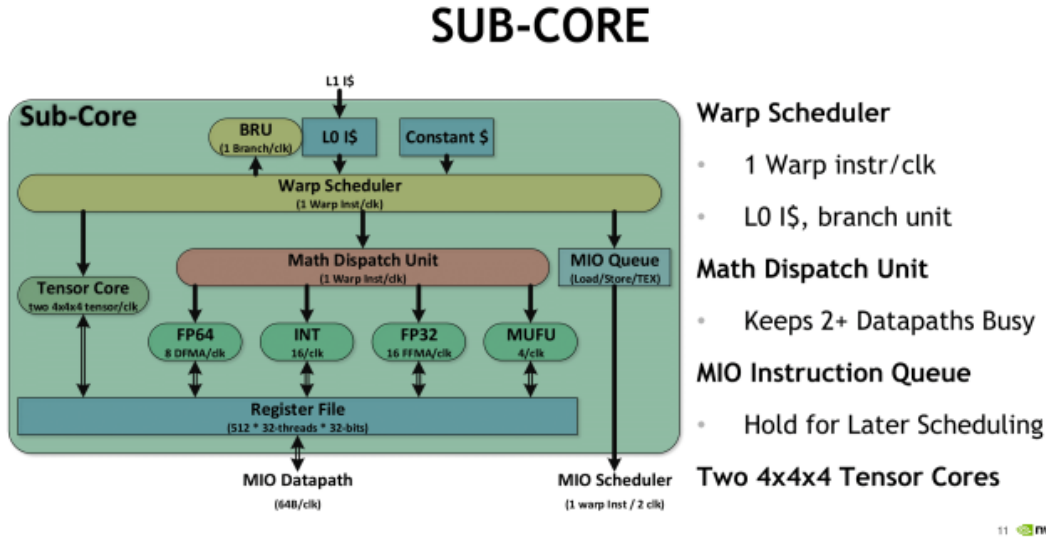 SUB-CORE
L1 I$
Sub-Core
BRU
(1 Branch/clk)
L0 I$
Constant $
Warp Scheduler
(1 Warp Inst/clk)
Math Dispatch Unit
(1 Warp Inst/clk)
MIO Queue
(Load/Store/TEX)
Tensor Core
two 4x4x4 tensor/clk
FP64
8 DFMA/clk
INT
16/clk
FP32
16 FFMA/clk
MUFU
4/clk
Register File
(512 * 32-threads * 32-bits)
MIO Datapath
(64B/clk)
MIO Scheduler
(1 warp Inst / 2 clk)
Warp Scheduler
• 1 Warp instr/clk
• L0 I$, branch unit
Math Dispatch Unit
• Keeps 2+ Datapaths Busy
MIO Instruction Queue
• Hold for Later Scheduling
Two 4x4x4 Tensor Cores
11